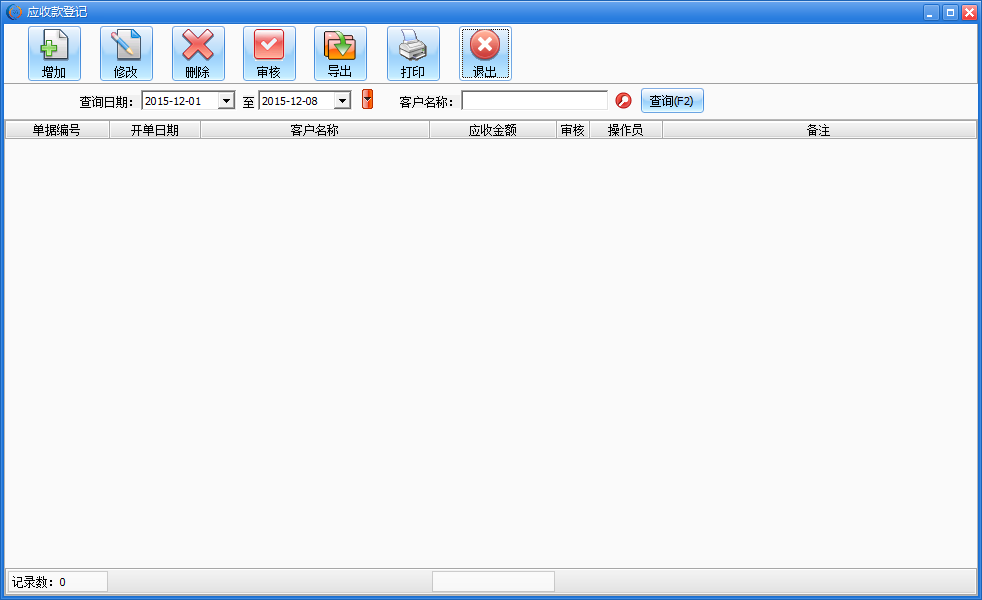 应收款登记
增加 修改 删除 审核 导出 打印 退出
查询日期： 2015-12-01 至 2015-12-08 客户名称： 查询(F2)
单据编号 开单日期 客户名称 应收金额 审核 操作员 备注
记录数：0